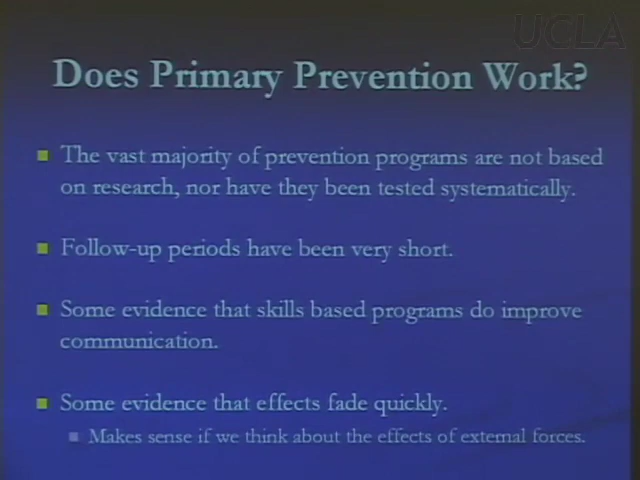 UCLA
Does Primary Prevention Work?
The vast majority of prevention programs are not based
on research, nor have they been tested systematically.
Follow-up periods have been very short.
Some evidence that skills based programs do improve
communication.
Some evidence that effects fade quickly.
Makes sense if we think about the effects of external forces.